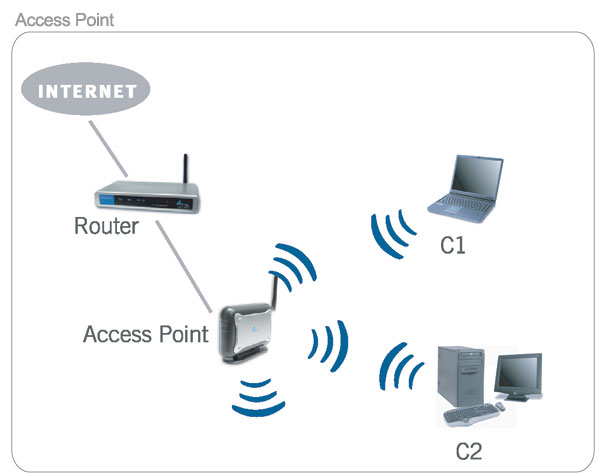 Access Point
INTERNET
Router
C1
Access Point
C2